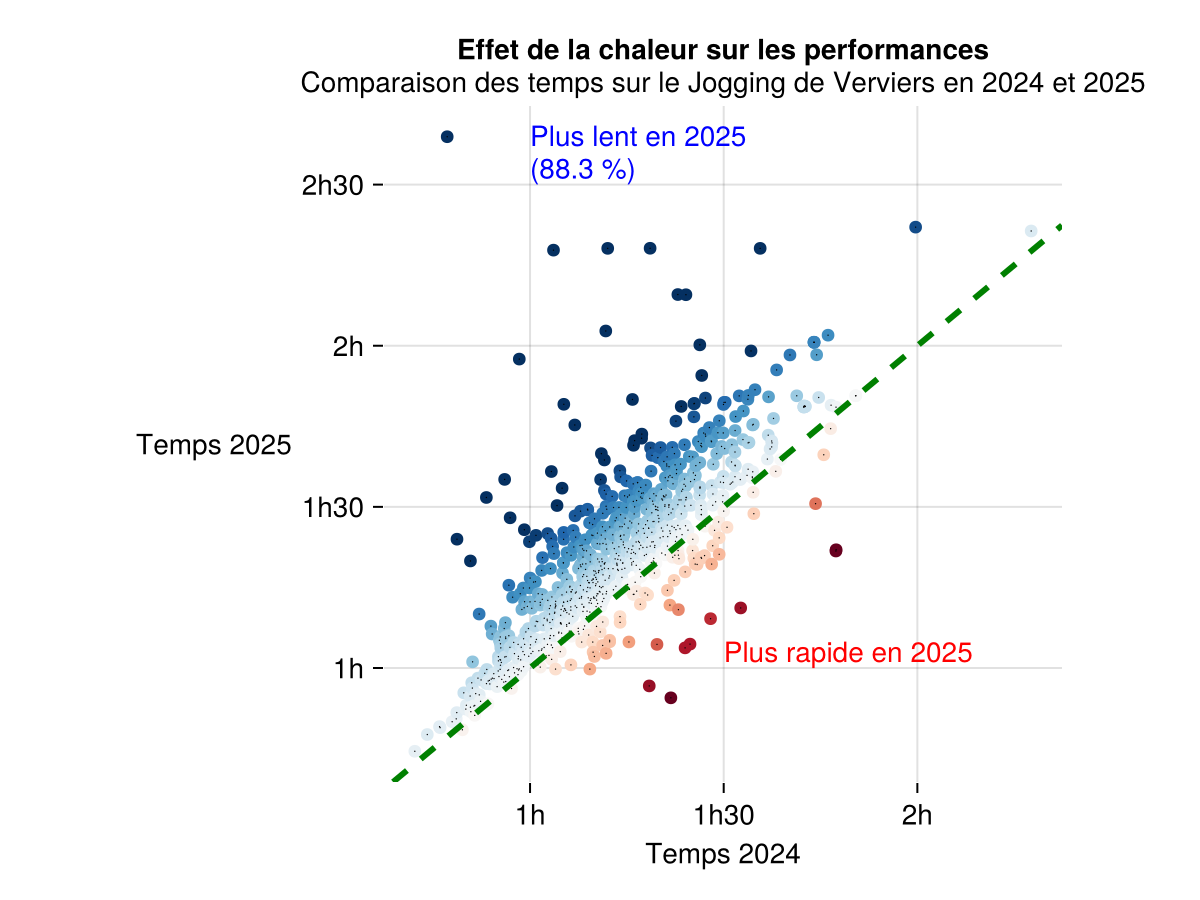 Effet de la chaleur sur les performances
Comparaison des temps sur le Jogging de Verviers en 2024 et 2025
Plus lent en 2025
(88.3 %)
2h30
2h
Temps 2025
1h30
Plus rapide en 2025
1h
1h 1h30 2h
Temps 2024